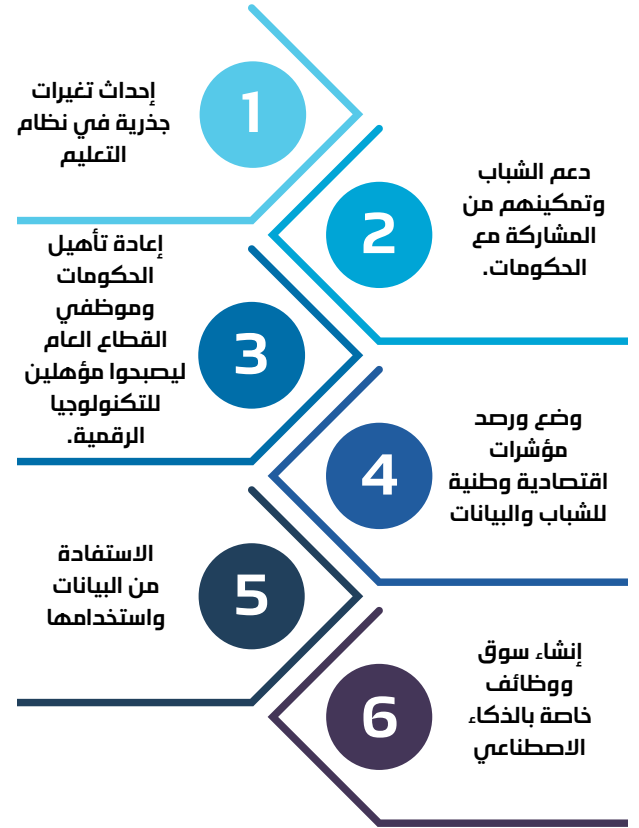 1
إحداث تغيرات
جذرية في نظام
التعليم
2
دعم الشباب
وتمكينهم من
المشاركة مع
الحكومات.
3
إعادة تأهيل
الحكومات
وموظفي
القطاع العام
ليصبحوا مؤهلين
للتكنولوجيا
الرقمية.
4
وضع ورصد
مؤشرات
اقتصادية وطنية
للشباب والبيانات
5
الاستفادة
من البيانات
واستخدامها
6
إنشاء سوق
ووظائف
خاصة بالذكاء
الاصطناعي